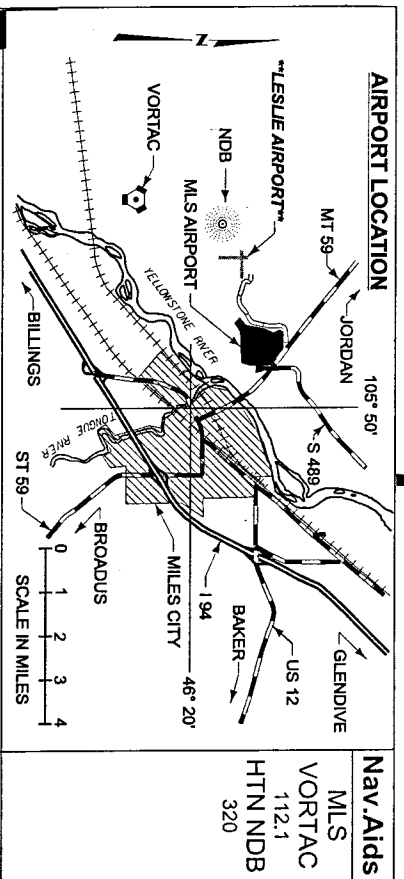 AIRPORT LOCATION
N
MT 59
JORDAN
105° 50'
S 489
**LESLIE AIRPORT**
MLS AIRPORT
NDB
VORTAC
YELLOWSTONE RIVER
GLENDIVE
US 12
BAKER
46° 20'
I 94
MILES CITY
BROADUS
ST 59
TONGUE RIVER
BILLINGS
0 1 2 3 4
SCALE IN MILES
Nav.Aids
MLS
VORTAC
112.1
HTN NDB
320